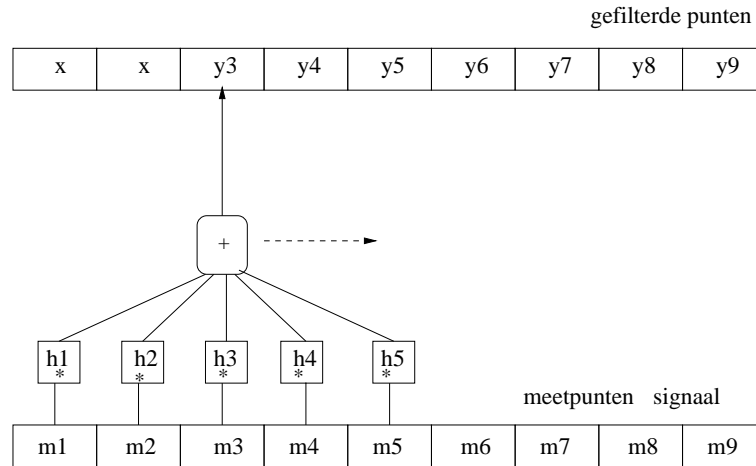 gefilterde punten
x x y3 y4 y5 y6 y7 y8 y9
+
h1 h2 h3 h4 h5
* * * * *
meetpunten signaal
m1 m2 m3 m4 m5 m6 m7 m8 m9